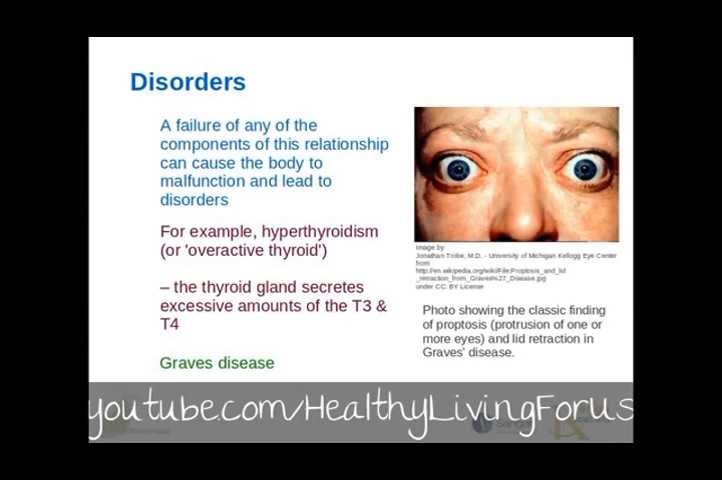 Disorders
A failure of any of the
components of this relationship
can cause the body to
malfunction and lead to
disorders
For example, hyperthyroidism
(or 'overactive thyroid')
– the thyroid gland secretes
excessive amounts of the T3 &
T4
Graves disease
Image by
Jonathan Trobe, M.D. - University of Michigan Kellogg Eye Center
from
http://en.wikipedia.org/wiki/File:Proptosis_and_lid
_retraction_from_Graves%27_Disease.jpg
under CC: BY License
Photo showing the classic finding
of proptosis (protrusion of one or
more eyes) and lid retraction in
Graves' disease.
youtube.com/HealthyLivingForUs